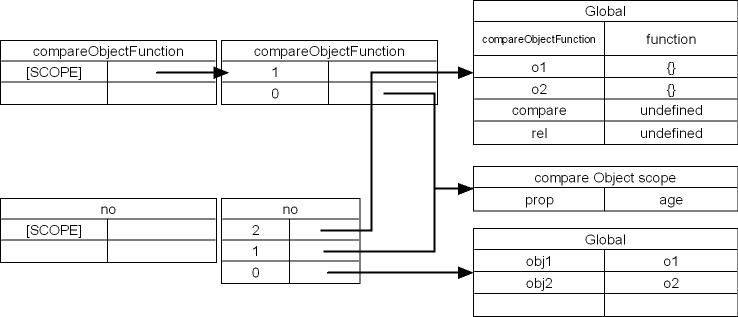 Global
compareObjectFunction function
o1 {}
o2 {}
compare undefined
rel undefined
compareObjectFunction
[SCOPE]
compareObjectFunction
1
0
compare Object scope
prop age
no
[SCOPE]
no
2
1
0
Global
obj1 o1
obj2 o2